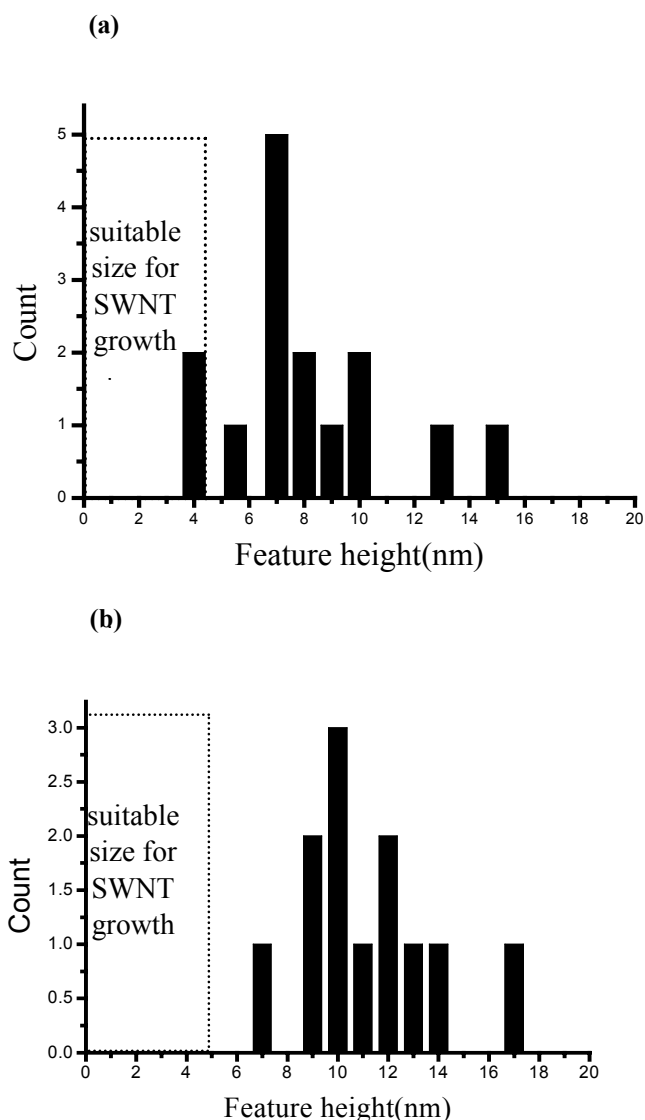 (a)
5
4
3
2
1
0
Count
suitable
size for
SWNT
growth
0 2 4 6 8 10 12 14 16 18 20
Feature height(nm)
(b)
3.0
2.5
2.0
1.5
1.0
0.5
0.0
Count
suitable
size for
SWNT
growth
0 2 4 6 8 10 12 14 16 18 20
Feature height(nm)